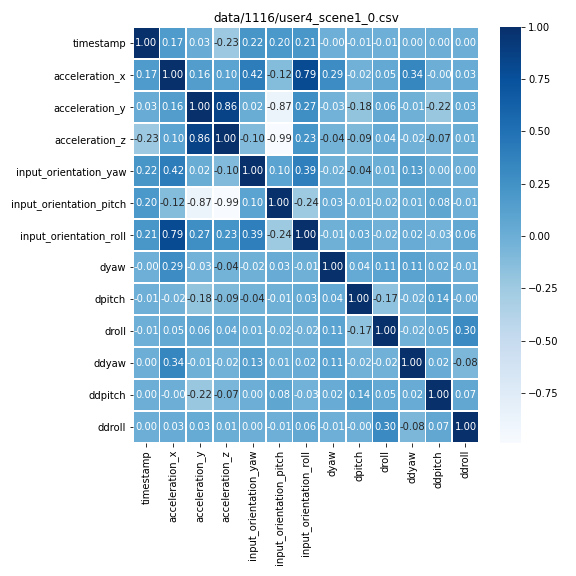 data/1116/user4_scene1_0.csv
timestamp 1.00 0.17 0.03 -0.23 0.22 0.20 0.21 -0.00 -0.01 -0.01 0.00 0.00 0.00
acceleration_x 0.17 1.00 0.16 0.10 0.42 -0.12 0.79 0.29 -0.02 0.05 0.34 -0.00 0.03
acceleration_y 0.03 0.16 1.00 0.86 0.02 -0.87 0.27 -0.03 -0.18 0.06 -0.01 -0.22 0.03
acceleration_z -0.23 0.10 0.86 1.00 -0.10 -0.99 0.23 -0.04 -0.09 0.04 -0.02 -0.07 0.01
input_orientation_yaw 0.22 0.42 0.02 -0.10 1.00 0.10 0.39 -0.02 -0.04 0.01 0.13 0.00 0.00
input_orientation_pitch 0.20 -0.12 -0.87 -0.99 0.10 1.00 -0.24 0.03 -0.01 -0.02 0.01 0.08 -0.01
input_orientation_roll 0.21 0.79 0.27 0.23 0.39 -0.24 1.00 -0.01 0.03 -0.02 0.02 -0.03 0.06
dyaw -0.00 0.29 -0.03 -0.04 -0.02 0.03 -0.01 1.00 0.04 0.11 0.11 0.02 -0.01
dpitch -0.01 -0.02 -0.18 -0.09 -0.04 -0.01 0.03 0.04 1.00 -0.17 -0.02 0.14 -0.00
droll -0.01 0.05 0.06 0.04 0.01 -0.02 -0.02 0.11 -0.17 1.00 -0.02 0.05 0.30
ddyaw 0.00 0.34 -0.01 -0.02 0.13 0.01 0.02 0.11 -0.02 -0.02 1.00 0.02 -0.08
ddpitch 0.00 -0.00 -0.22 -0.07 0.00 0.08 -0.03 0.02 0.14 0.05 0.02 1.00 0.07
ddroll 0.00 0.03 0.03 0.01 0.00 -0.01 0.06 -0.01 -0.00 0.30 -0.08 0.07 1.00
timestamp acceleration_x acceleration_y acceleration_z input_orientation_yaw input_orientation_pitch input_orientation_roll dyaw dpitch droll ddyaw ddpitch ddroll
1.00
0.75
0.50
0.25
0.00
-0.25
-0.50
-0.75